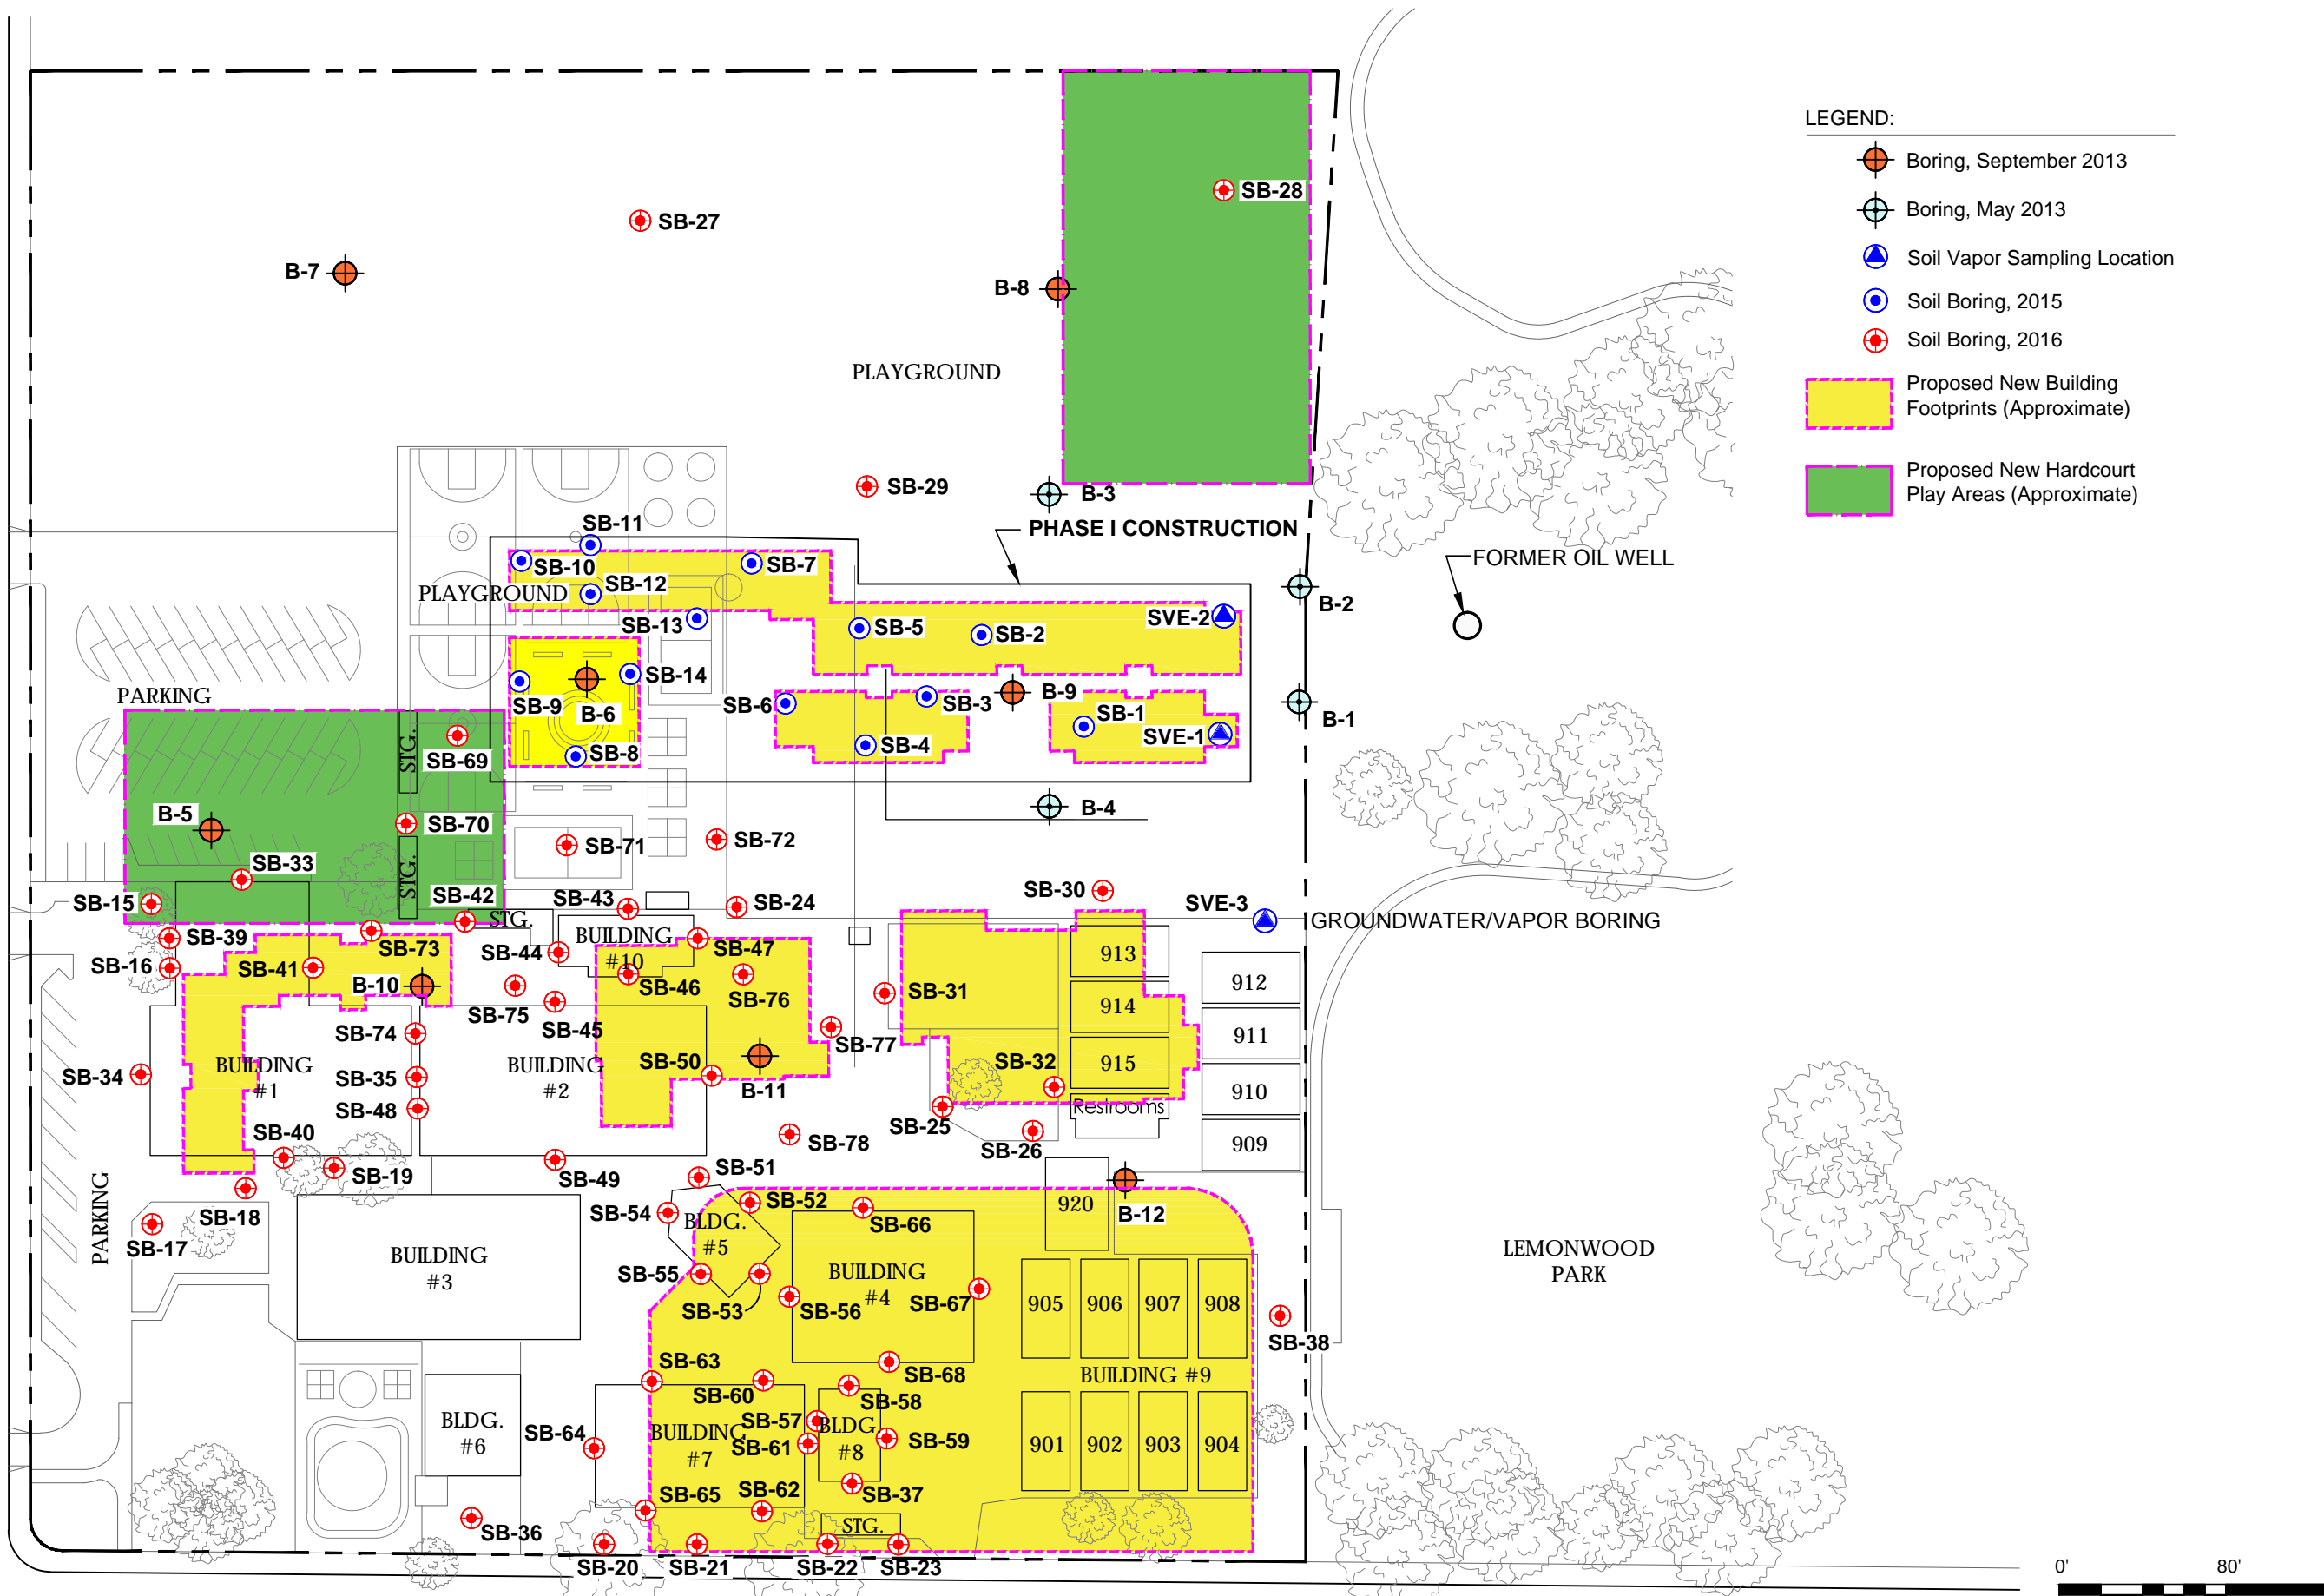 LEGEND:
Boring, September 2013
Boring, May 2013
Soil Vapor Sampling Location
Soil Boring, 2015
Soil Boring, 2016
Proposed New Building
Footprints (Approximate)
Proposed New Hardcourt
Play Areas (Approximate)
SB-28
SB-27
B-7
B-8
PLAYGROUND
SB-29
B-3
PHASE I CONSTRUCTION
FORMER OIL WELL
SB-11
SB-10
SB-7
SB-12
PLAYGROUND
B-2
SB-13
SB-5
SB-2
SVE-2
SB-14
PARKING
SB-9
B-6
SB-6
SB-3
B-9
SB-1
B-1
SVE-1
SB-4
SB-8
STG.
SB-69
B-5
B-4
SB-70
SB-71
SB-72
SB-33
STG.
SB-15
SB-42
STG.
SB-43
SB-24
SB-30
SVE-3
GROUNDWATER/VAPOR BORING
SB-39
SB-73
BUILDING
#10
SB-44
SB-47
SB-16
SB-41
B-10
913
912
SB-75
SB-46
SB-76
SB-31
914
SB-45
SB-74
SB-77
911
BUILDING
#1
BUILDING
#2
SB-50
B-11
SB-32
915
SB-34
SB-35
910
SB-48
Restrooms
SB-25
SB-26
SB-40
SB-78
909
SB-19
SB-49
SB-51
PARKING
SB-18
SB-17
SB-54
SB-52
BLDG.
#5
SB-66
920
B-12
BUILDING
#3
SB-55
SB-53
SB-56
BUILDING
#4
SB-67
905
906
907
908
LEMONWOOD
PARK
SB-38
SB-63
SB-60
SB-68
BUILDING #9
SB-58
BLDG.
#6
SB-64
BUILDING
#7
SB-57
SB-61
BLDG.
#8
SB-59
901
902
903
904
SB-65
SB-62
SB-37
SB-36
STG.
SB-20
SB-21
SB-22
SB-23
0'
80'